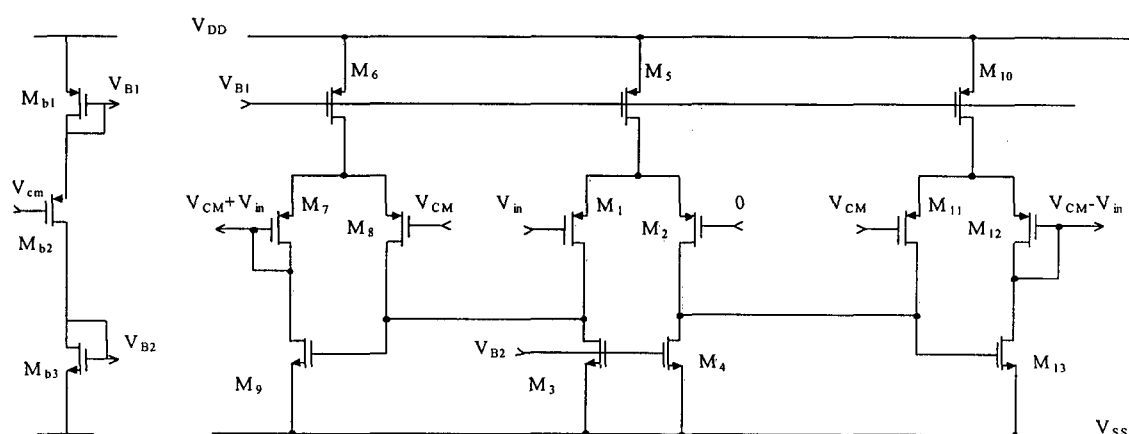 V_DD
M_6
M_5
M_10
V_B1
M_b1
V_B1
V_cm
M_b2
V_CM+V_in
M_7
M_8
V_CM
V_in
M_1
M_2
0
V_CM
M_11
M_12
V_CM-V_in
V_B2
M_b3
M_9
V_B2
M_3
M_4
M_13
V_SS